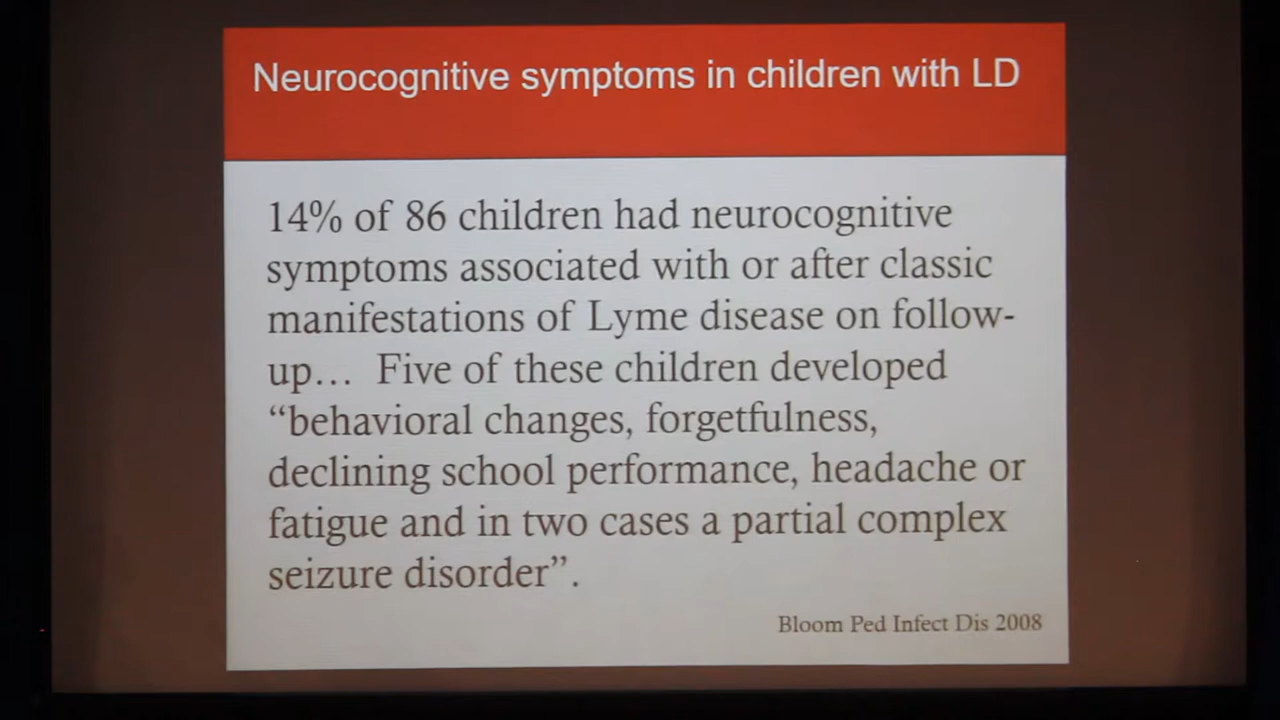 Neurocognitive symptoms in children with LD
14% of 86 children had neurocognitive
symptoms associated with or after classic
manifestations of Lyme disease on follow-
up… Five of these children developed
“behavioral changes, forgetfulness,
declining school performance, headache or
fatigue and in two cases a partial complex
seizure disorder”.
Bloom Ped Infect Dis 2008